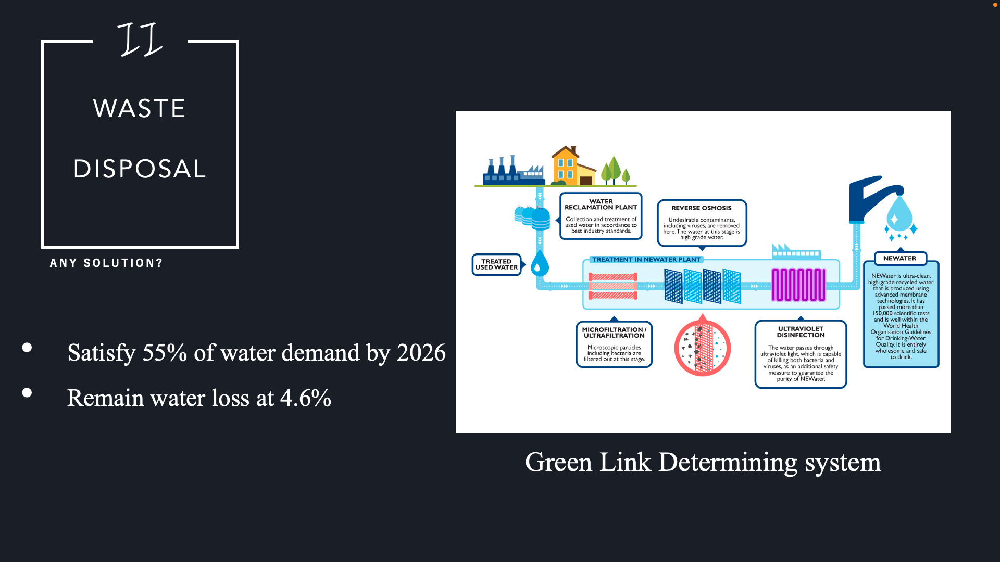 II
WASTE
DISPOSAL
ANY SOLUTION?
• Satisfy 55% of water demand by 2026
• Remain water loss at 4.6%
WATER
RECLAMATION PLANT
Collection and treatment of
used water in accordance to
best industry standards.
TREATED
USED WATER
REVERSE OSMOSIS
Undesirable contaminants,
including viruses, are removed
here. The water at this stage is
high grade water.
TREATMENT IN NEWATER PLANT
MICROFILTRATION /
ULTRAFILTRATION
Microscopic particles
including bacteria are
filtered out at this stage.
ULTRAVIOLET
DISINFECTION
The water passes through
ultraviolet light, which is capable
of killing both bacteria and
viruses, as an additional safety
measure to guarantee the
purity of NEWater.
NEWATER
NEWater is ultra-clean,
high-grade recycled water
that is produced using
advanced membrane
technologies. It has
passed more than
150,000 scientific tests
and is well within the
World Health
Organisation Guidelines
for Drinking-Water
Quality. It is entirely
wholesome and safe
to drink.
Green Link Determining system